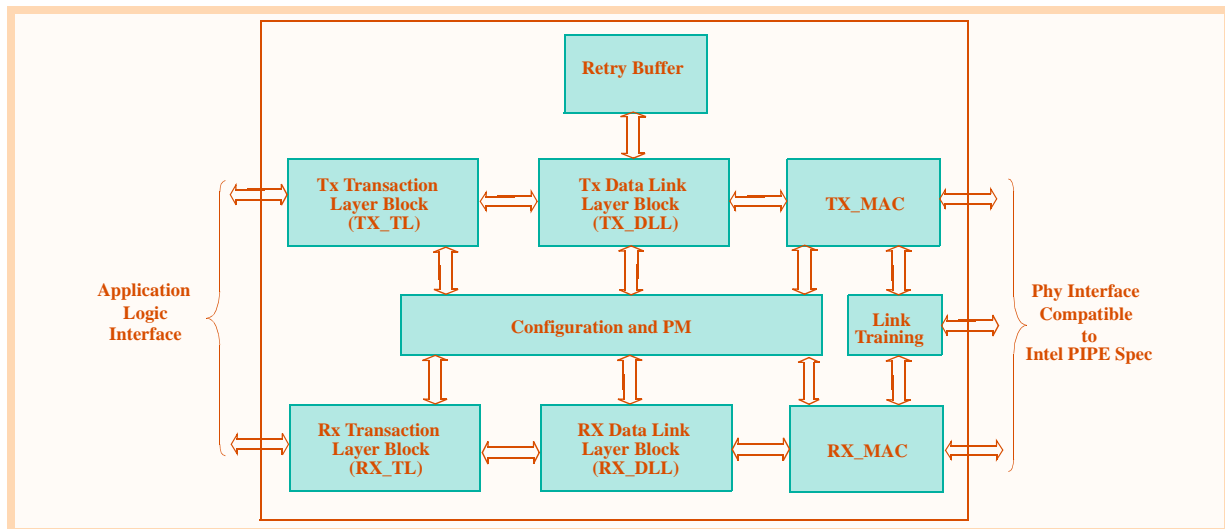 Retry Buffer
Tx Transaction
Layer Block
(TX_TL)
Tx Data Link
Layer Block
(TX_DLL)
TX_MAC
Application
Logic
Interface
Configuration and PM
Link
Training
Phy Interface
Compatible
to
Intel PIPE Spec
Rx Transaction
Layer Block
(RX_TL)
RX Data Link
Layer Block
(RX_DLL)
RX_MAC